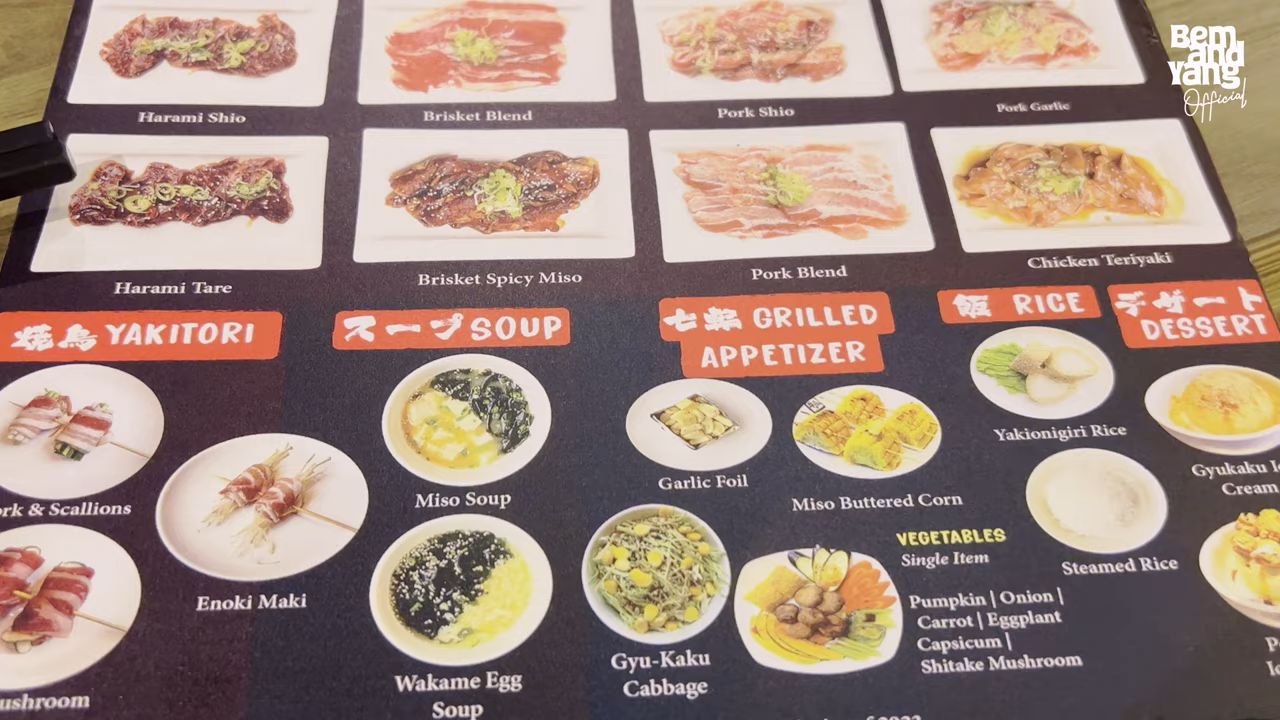 Bem
and
Yang
Official
Harami Shio
Brisket Blend
Pork Shio
Pork Garlic
Harami Tare
Brisket Spicy Miso
Pork Blend
Chicken Teriyaki
焼鳥 YAKITORI
スープ SOUP
七輪 GRILLED
APPETIZER
飯 RICE
デザート
DESSERT
& Scallions
Enoki Maki
Miso Soup
Wakame Egg
Soup
Garlic Foil
Miso Buttered Corn
Gyu-Kaku
Cabbage
VEGETABLES
Single Item
Pumpkin | Onion |
Carrot | Eggplant
Capsicum |
Shitake Mushroom
Yakionigiri Rice
Steamed Rice
Gyukaku
Cream